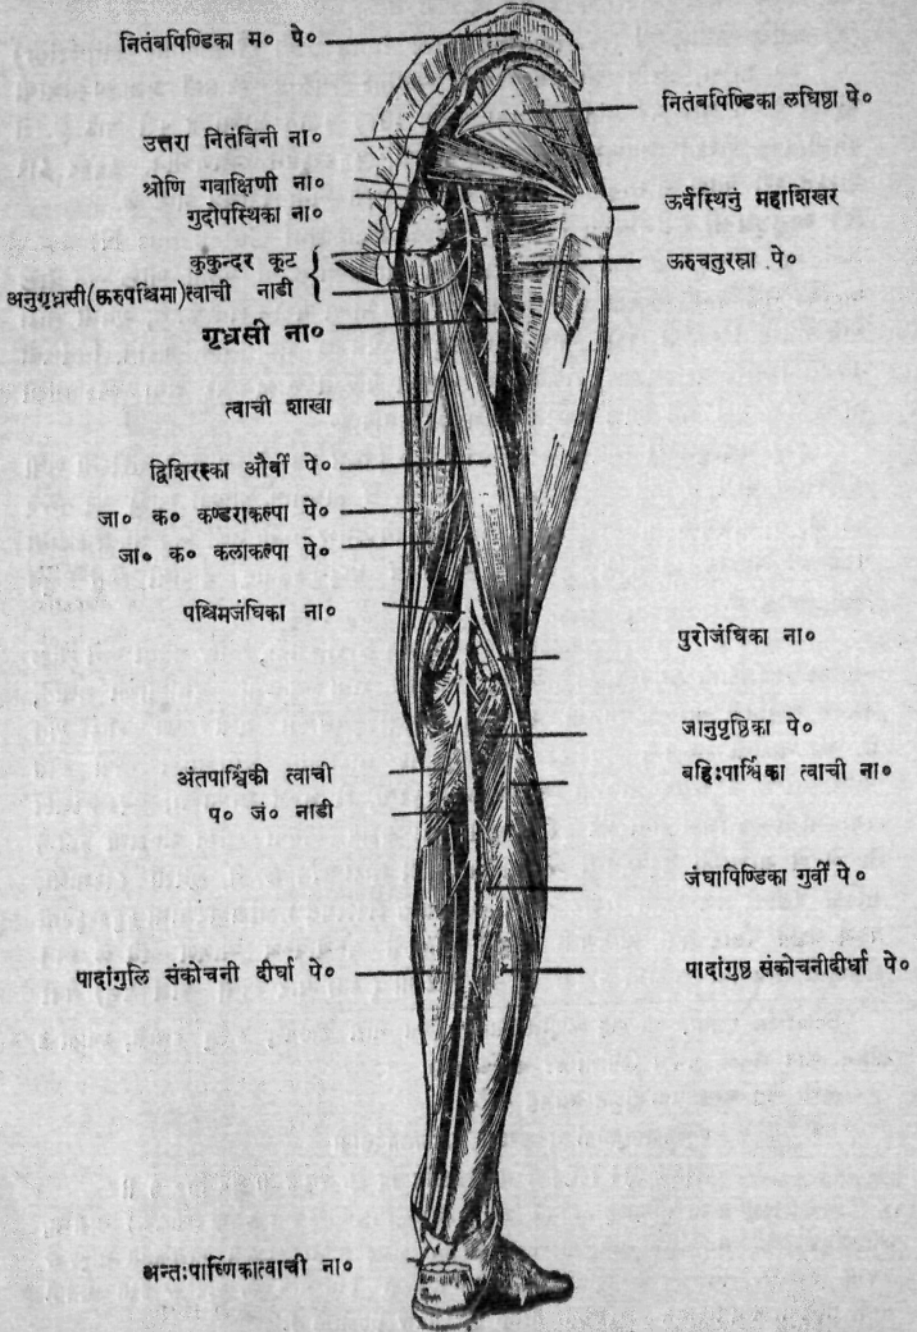 नितंबपिण्डिका म० पे०
नितंबपिण्डिका लघिष्ठा पे०
उत्तरा नितंबिनी ना०
श्रोणि गवाक्षिणी ना०
ऊर्वस्थिनुं महाशिखर
गुदोपस्थिका ना०
कुकुन्दर कूट
ऊरुचतुरस्रा पे०
अनुगृध्रसी(ऊरुपश्चिमा)त्वाची नाडी
गृध्रसी ना०
त्वाची शाखा
द्विशिरस्का और्वी पे०
जा० क० कण्डराकल्पा पे०
जा० क० कलाकल्पा पे०
पश्चिमजंघिका ना०
पुरोजंघिका ना०
जानुपृष्ठिका पे०
अंतपार्श्विकी त्वाची
बहिःपार्श्विका त्वाची ना०
प० जं० नाडी
जंघापिण्डिका गुर्वी पे०
पादांगुलि संकोचनी दीर्घा पे०
पादांगुष्ठ संकोचनीदीर्घा पे०
अन्तःपार्ष्णिकात्वाची ना०